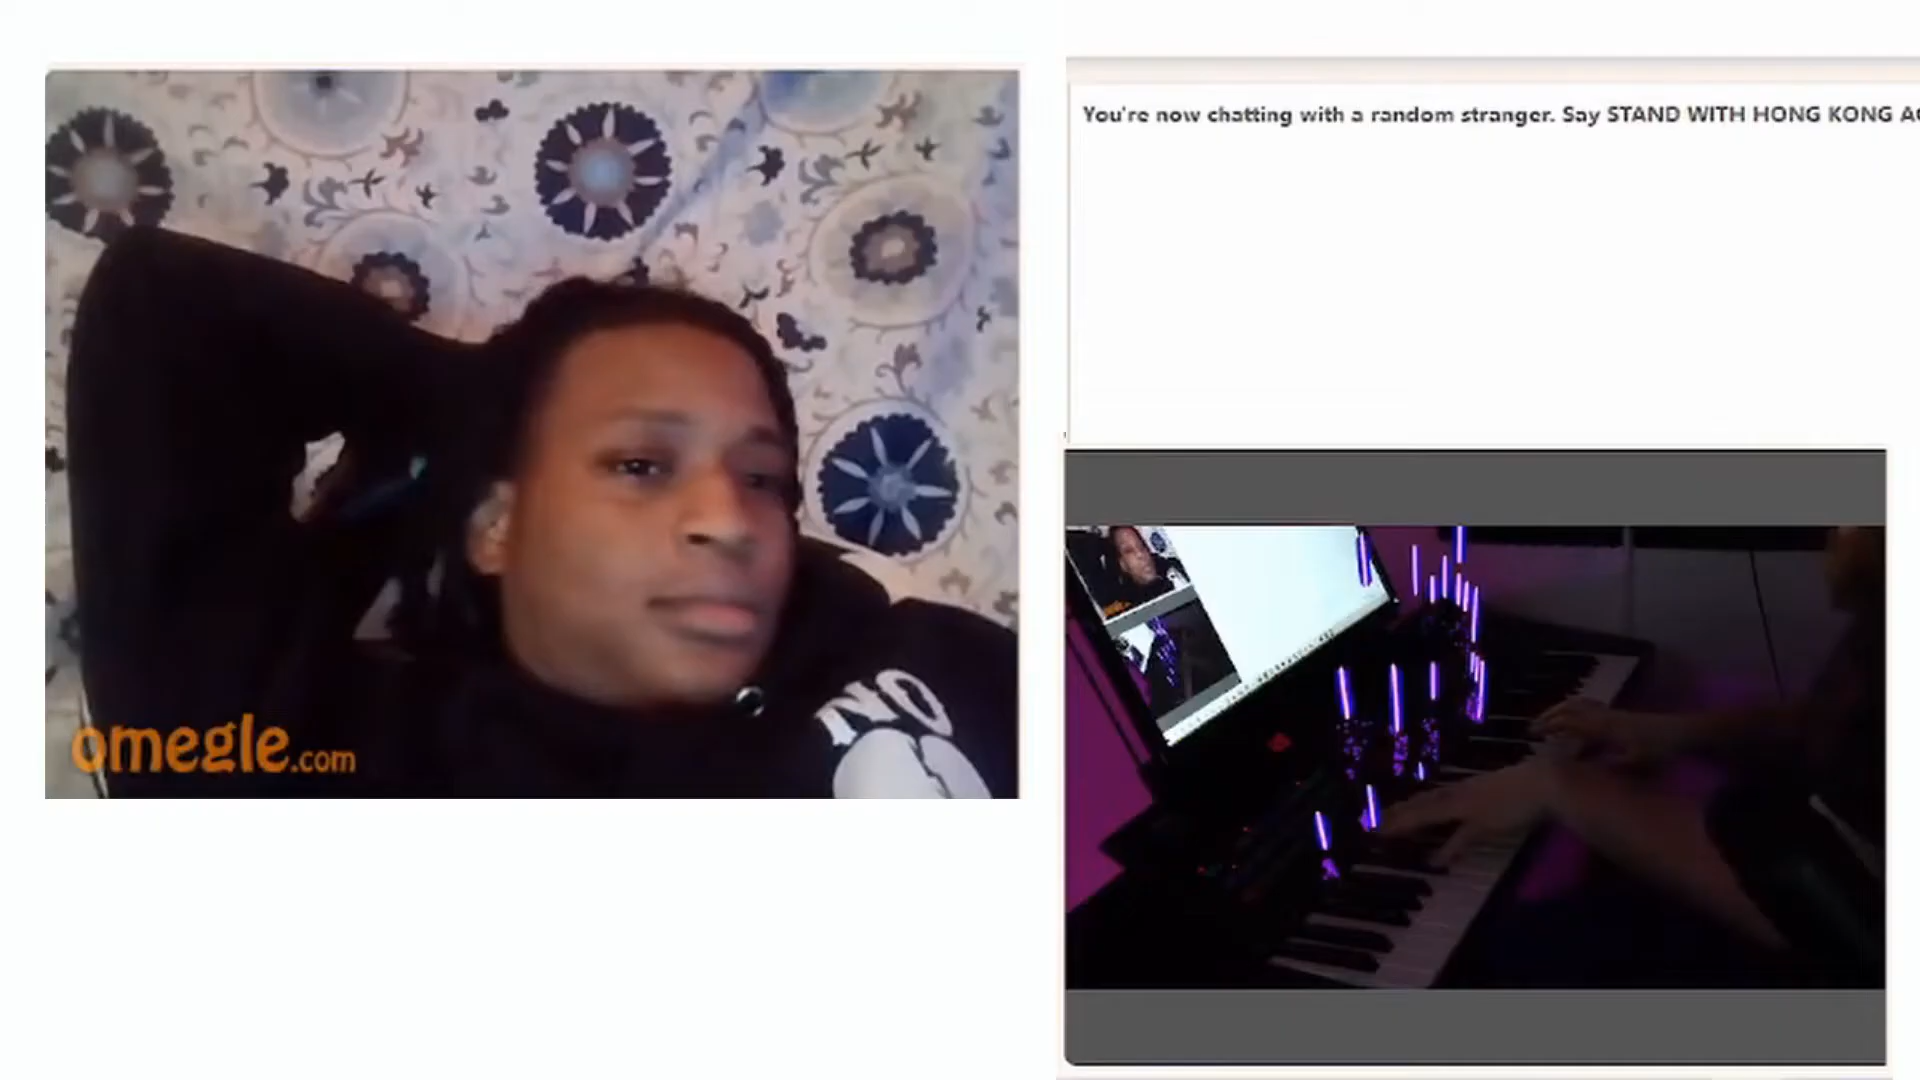 You're now chatting with a random stranger. Say STAND WITH HONG KONG
NO
omegle.com